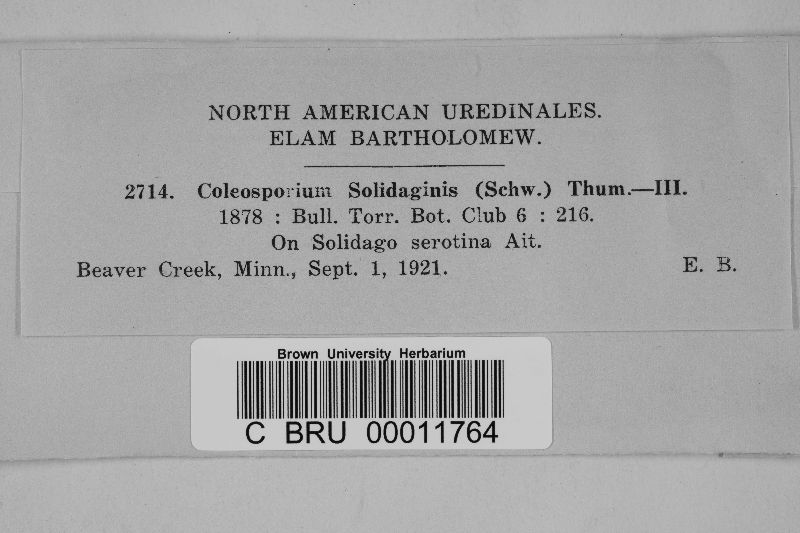 NORTH AMERICAN UREDINALES.
ELAM BARTHOLOMEW.
2714. Coleosporium Solidaginis (Schw.) Thum.—III.
1878 : Bull. Torr. Bot. Club 6 : 216.
On Solidago serotina Ait.
Beaver Creek, Minn., Sept. 1, 1921. E. B.
Brown University Herbarium
C BRU 00011764